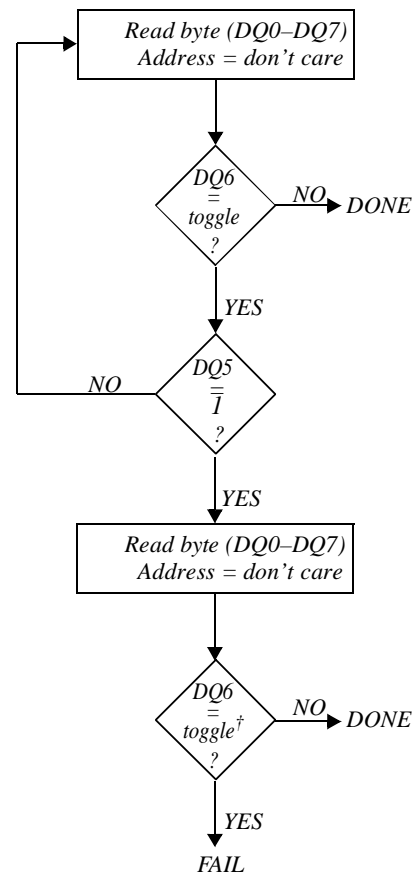 Read byte (DQ0–DQ7)
Address = don't care
DQ6
=
toggle
?
NO
DONE
YES
DQ5
=
1
?
NO
YES
Read byte (DQ0–DQ7)
Address = don't care
DQ6
=
toggle†
?
NO
DONE
YES
FAIL